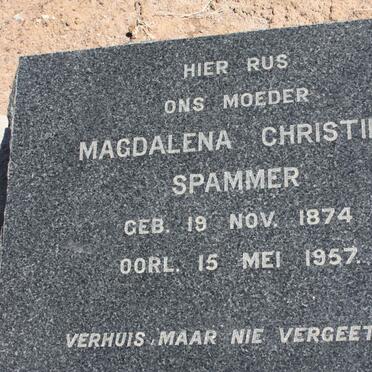 HIER RUS
ONS MOEDER
MAGDALENA CHRISTI
SPAMMER
GEB. 19 NOV. 1874
OORL. 15 MEI 1957.
VERHUIS MAAR NIE VERGEET